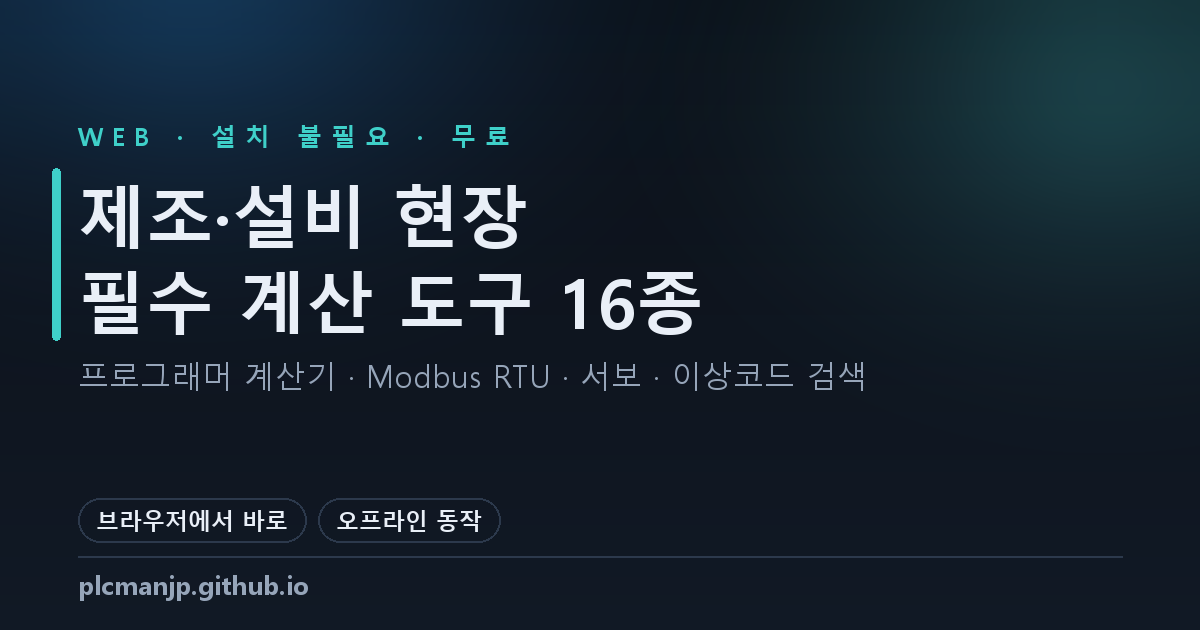 WEB · 설치 불필요 · 무료
제조·설비 현장
필수 계산 도구 16종
프로그래머 계산기 · Modbus RTU · 서보 · 이상코드 검색
브라우저에서 바로
오프라인 동작
plcmanjp.github.io